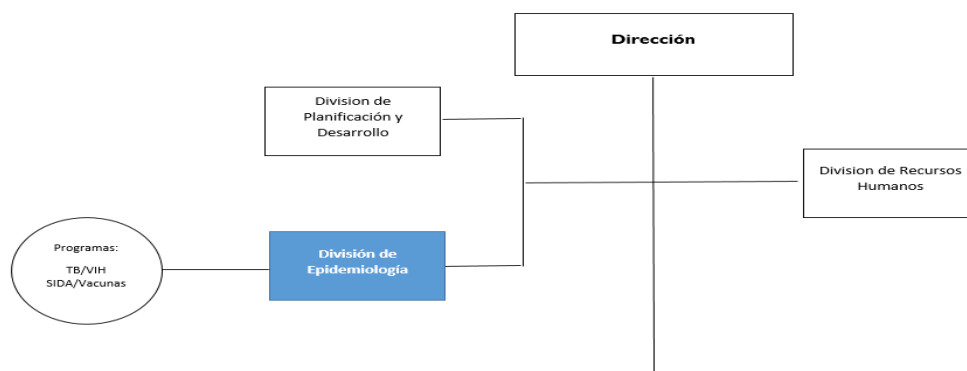 Dirección
Division de
Planificación y
Desarrollo
Division de Recursos
Humanos
Programas:
TB/VIH
SIDA/Vacunas
División de
Epidemiología